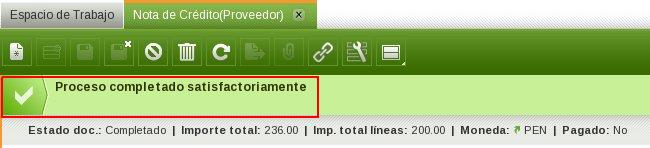 Espacio de Trabajo Nota de Crédito(Proveedor)
Proceso completado satisfactoriamente
Estado doc.: Completado | Importe total: 236.00 | Imp. total líneas: 200.00 | Moneda: PEN | Pagado: No